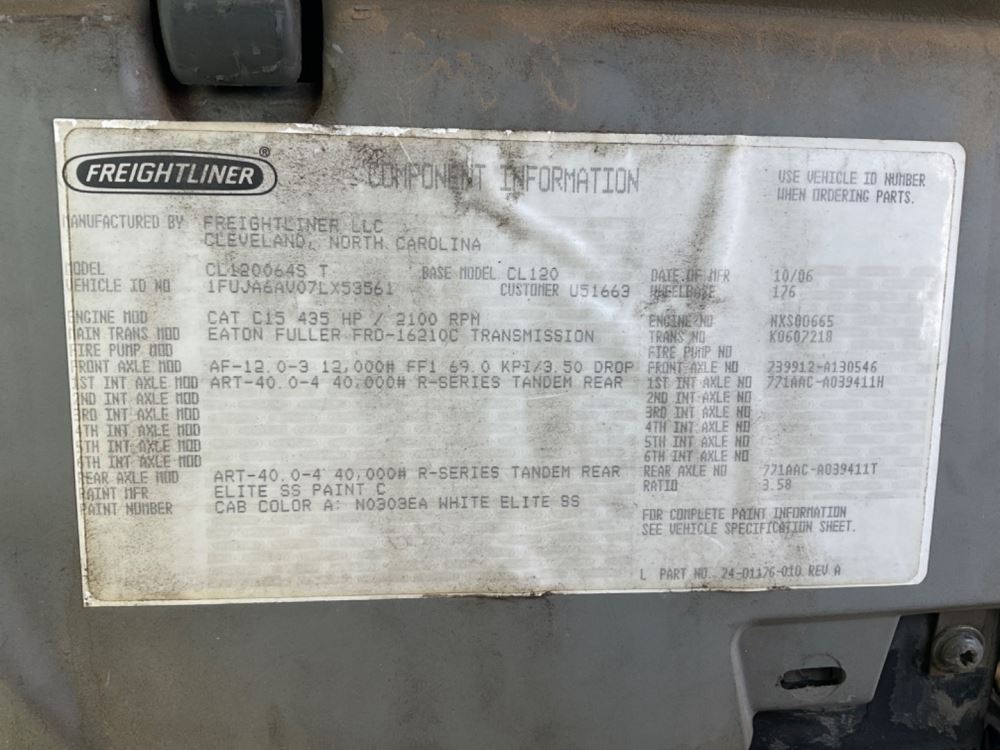 FREIGHTLINER ®
COMPONENT INFORMATION
USE VEHICLE ID NUMBER
WHEN ORDERING PARTS.
MANUFACTURED BY FREIGHTLINER LLC
CLEVELAND, NORTH CAROLINA
MODEL CL120064S T BASE MODEL CL120 DATE OF MFR 10/06
VEHICLE ID NO 1FUJA6AV07LX53561 CUSTOMER U51663 WHEELBASE 176
ENGINE MOD CAT C15 435 HP / 2100 RPM ENGINE NO NXS00665
MAIN TRANS MOD EATON FULLER FRO-16210C TRANSMISSION TRANS NO K0607218
FIRE PUMP MOD FIRE PUMP NO
FRONT AXLE MOD AF-12.0-3 12,000# FF1 69.0 KPI/3.50 DROP FRONT AXLE NO 739912-A130546
1ST INT AXLE MOD ART-40.0-4 40,000# R-SERIES TANDEM REAR 1ST INT AXLE NO 771AAC-A039411H
2ND INT AXLE MOD 2ND INT AXLE NO
3RD INT AXLE MOD 3RD INT AXLE NO
4TH INT AXLE MOD 4TH INT AXLE NO
5TH INT AXLE MOD 5TH INT AXLE NO
6TH INT AXLE MOD 6TH INT AXLE NO
REAR AXLE MOD ART-40.0-4 40,000# R-SERIES TANDEM REAR REAR AXLE NO 771AAC-A039411T
PAINT MFR ELITE SS PAINT C RATIO 3.58
PAINT NUMBER CAB COLOR A: N0303EA WHITE ELITE SS
FOR COMPLETE PAINT INFORMATION
SEE VEHICLE SPECIFICATION SHEET.
L PART NO. 24-01176-010 REV A